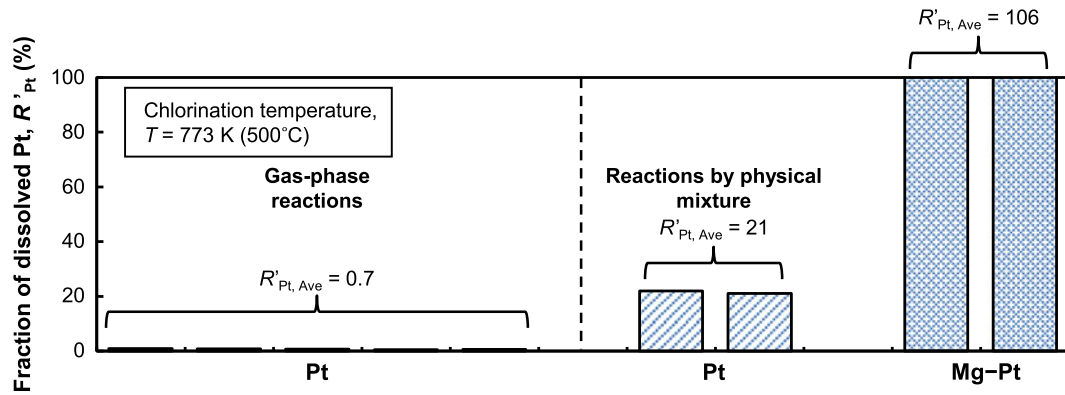 R’Pt, Ave = 106
Fraction of dissolved Pt, R’Pt (%)
100
80
60
40
20
0
Chlorination temperature,
T = 773 K (500°C)
Gas-phase
reactions
Reactions by physical
mixture
R’Pt, Ave = 21
R’Pt, Ave = 0.7
Pt
Pt
Mg−Pt